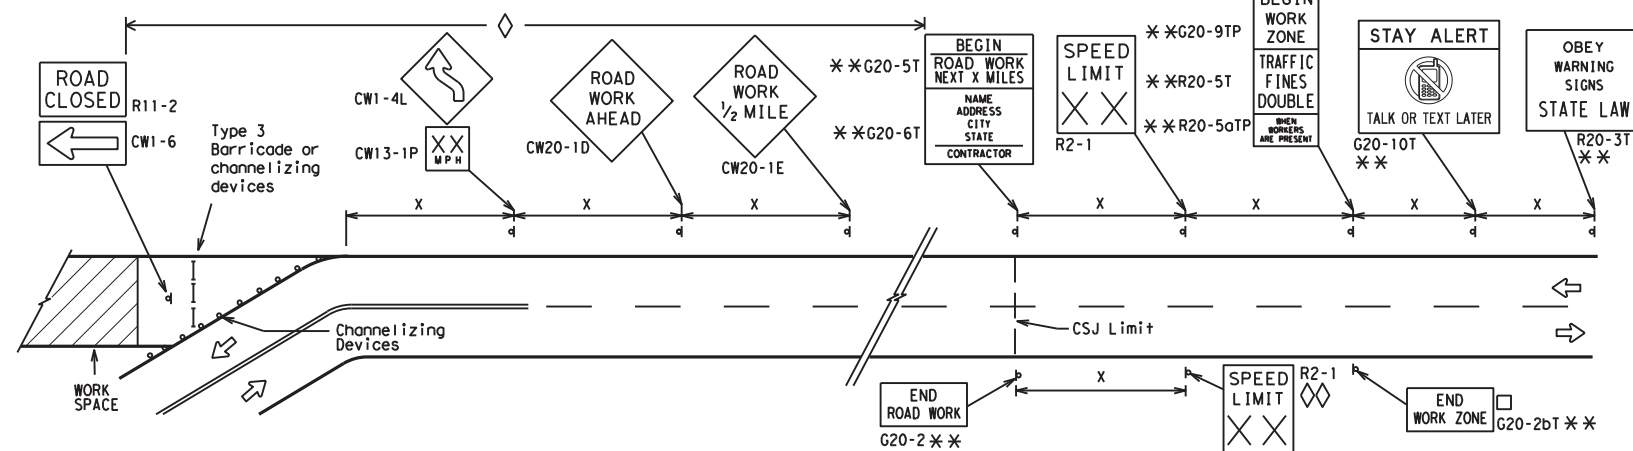 ROAD
CLOSED
R11-2
CW1-6
Type 3
Barricade or
channelizing
devices
CW1-4L
XX
MPH
CW13-1P
ROAD
WORK
AHEAD
CW20-1D
ROAD
WORK
1/2 MILE
CW20-1E
* *G20-5T
* *G20-6T
BEGIN
ROAD WORK
NEXT X MILES
NAME
ADDRESS
CITY
STATE
CONTRACTOR
SPEED
LIMIT
X X
R2-1
* *G20-9TP
* *R20-5T
* *R20-5aTP
BEGIN
WORK
ZONE
TRAFFIC
FINES
DOUBLE
WHEN
WORKERS
ARE PRESENT
STAY ALERT
TALK OR TEXT LATER
G20-10T
* *
OBEY
WARNING
SIGNS
STATE LAW
R20-3T
* *
X
X
X
X
X
X
X
Channelizing
Devices
WORK
SPACE
CSJ Limit
END
ROAD WORK
G20-2 * *
X
SPEED
LIMIT
X X
R2-1
END
WORK ZONE
G20-2bT * *